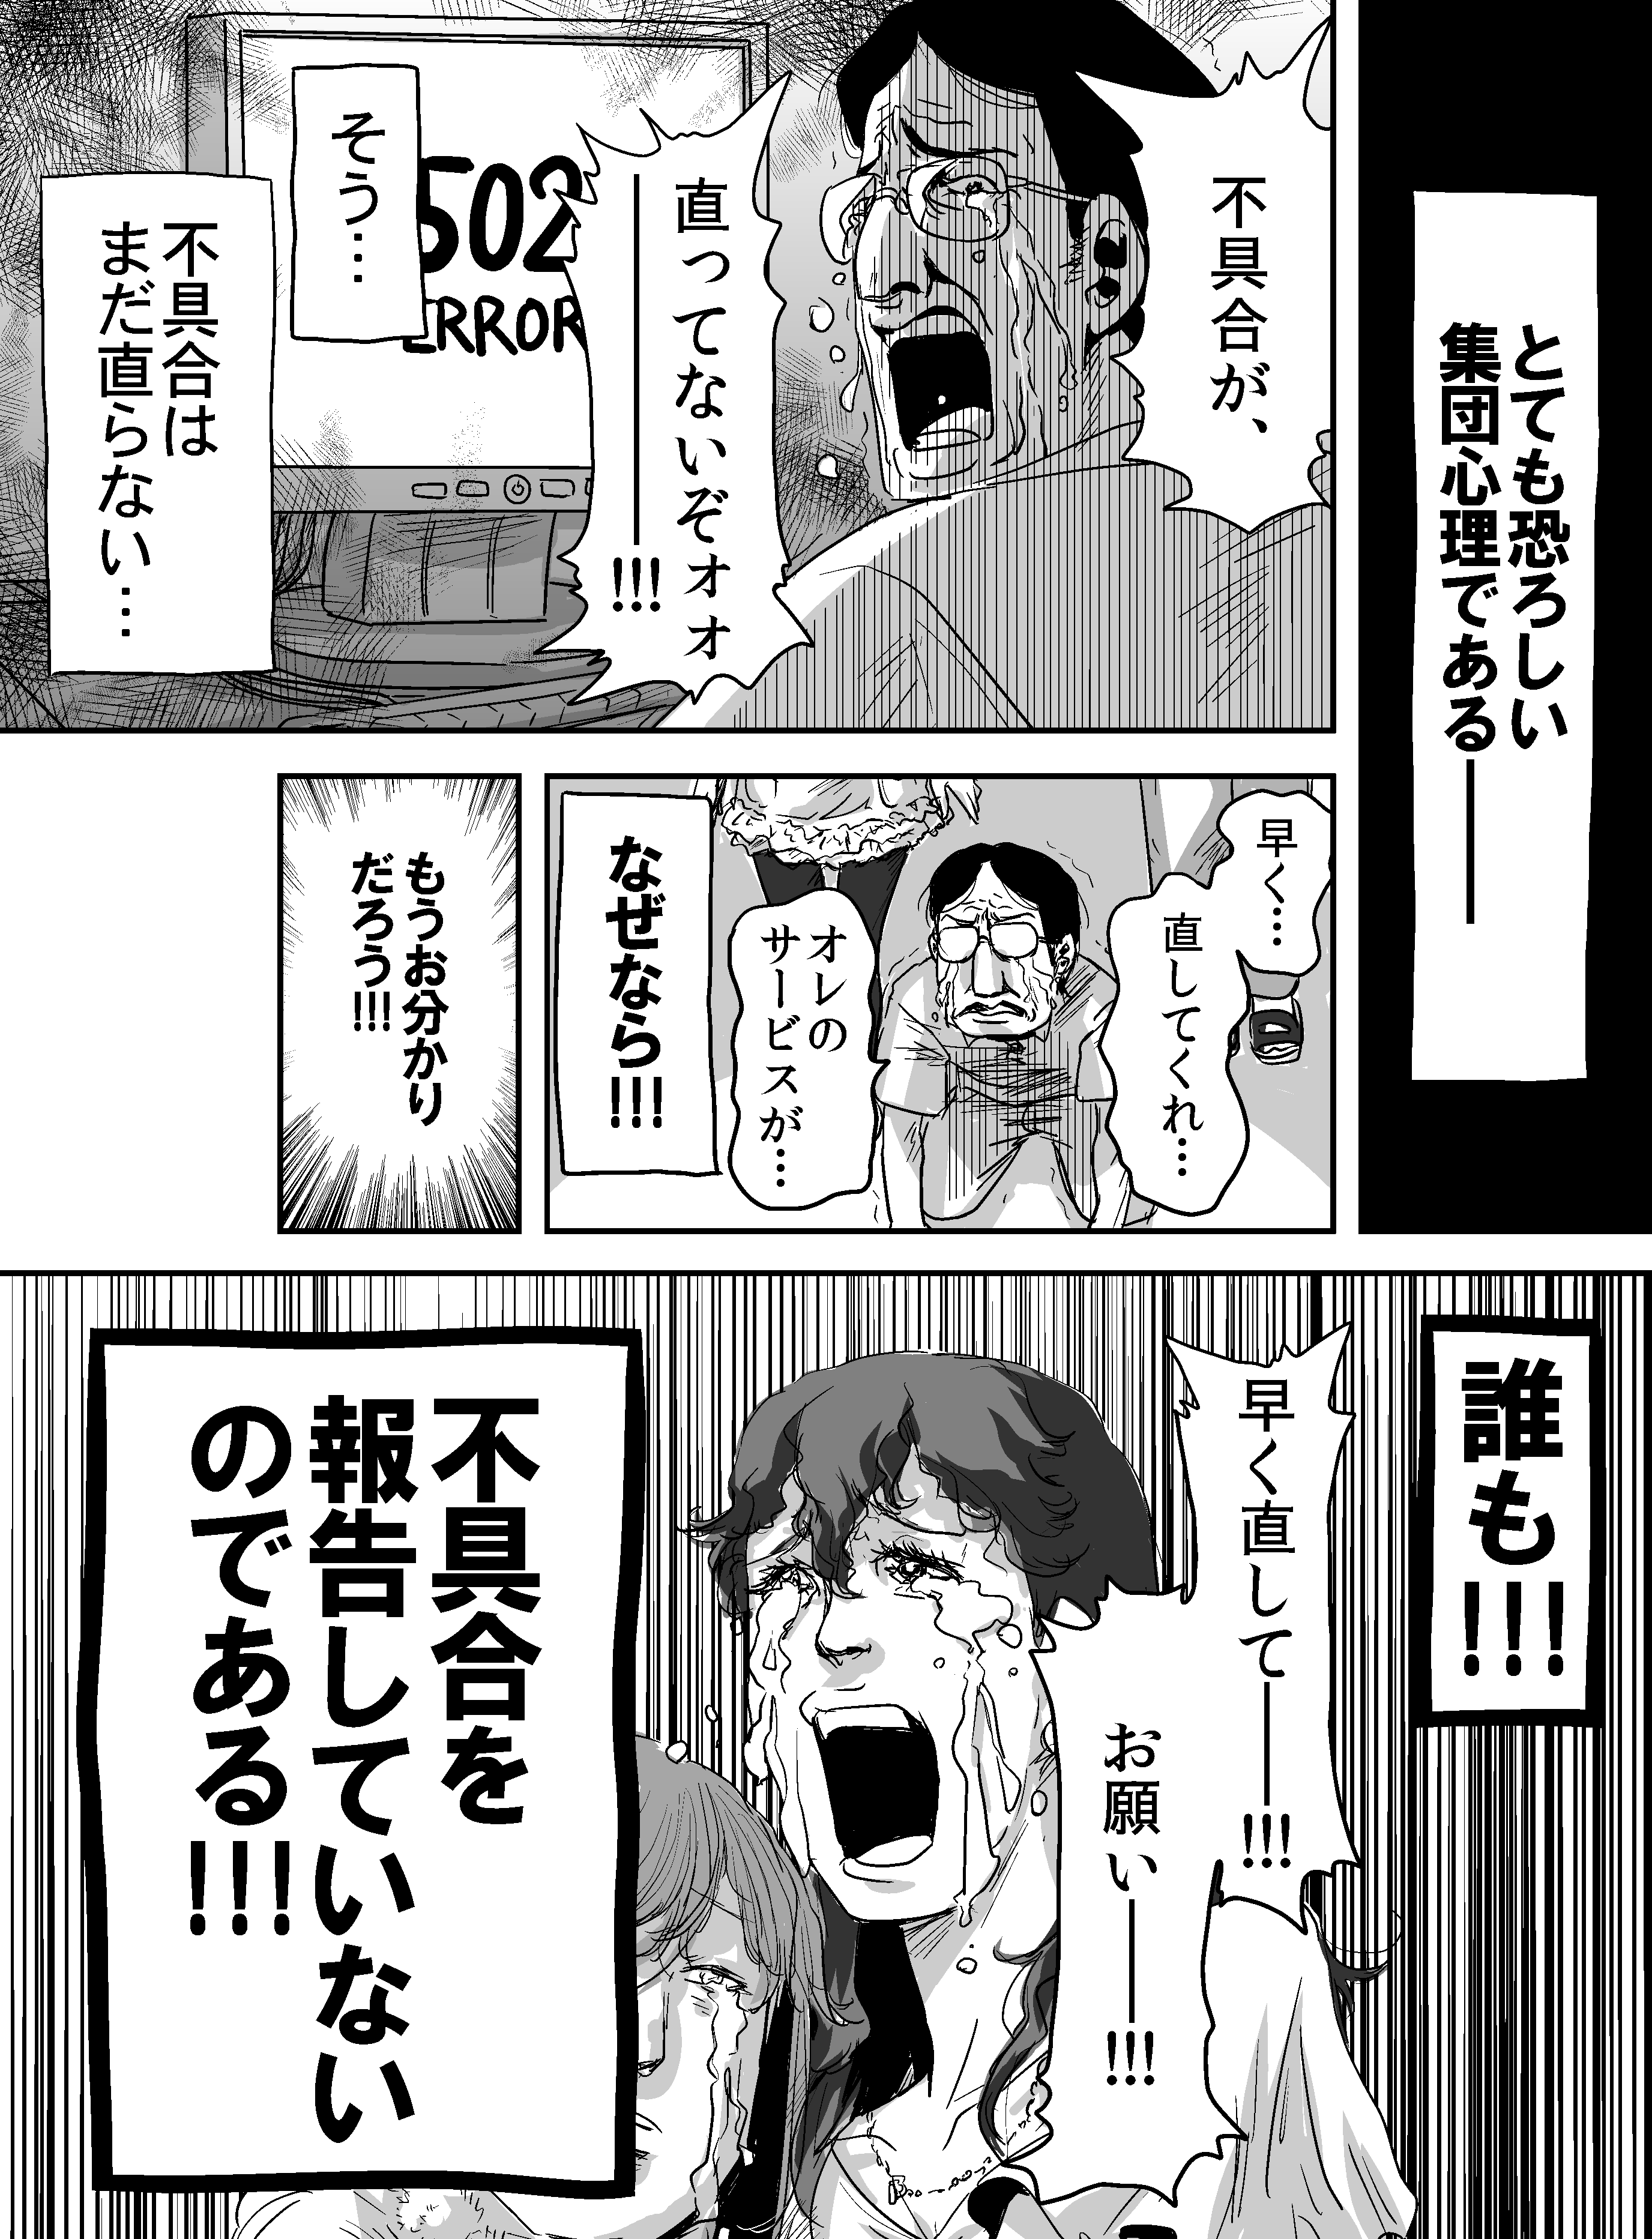 とても恐ろしい
集団心理である――
不具合が、
直ってないぞォォ
――!!!
502
ERROR
そう…
不具合は
まだ直らない…
早く…
直してくれ…
オレの
サービスが…
なぜなら!!!
もうお分かり
だろう!!!
誰も!!!
早く直して――!!!
お願い――!!!
不具合を
報告していない
のである!!!